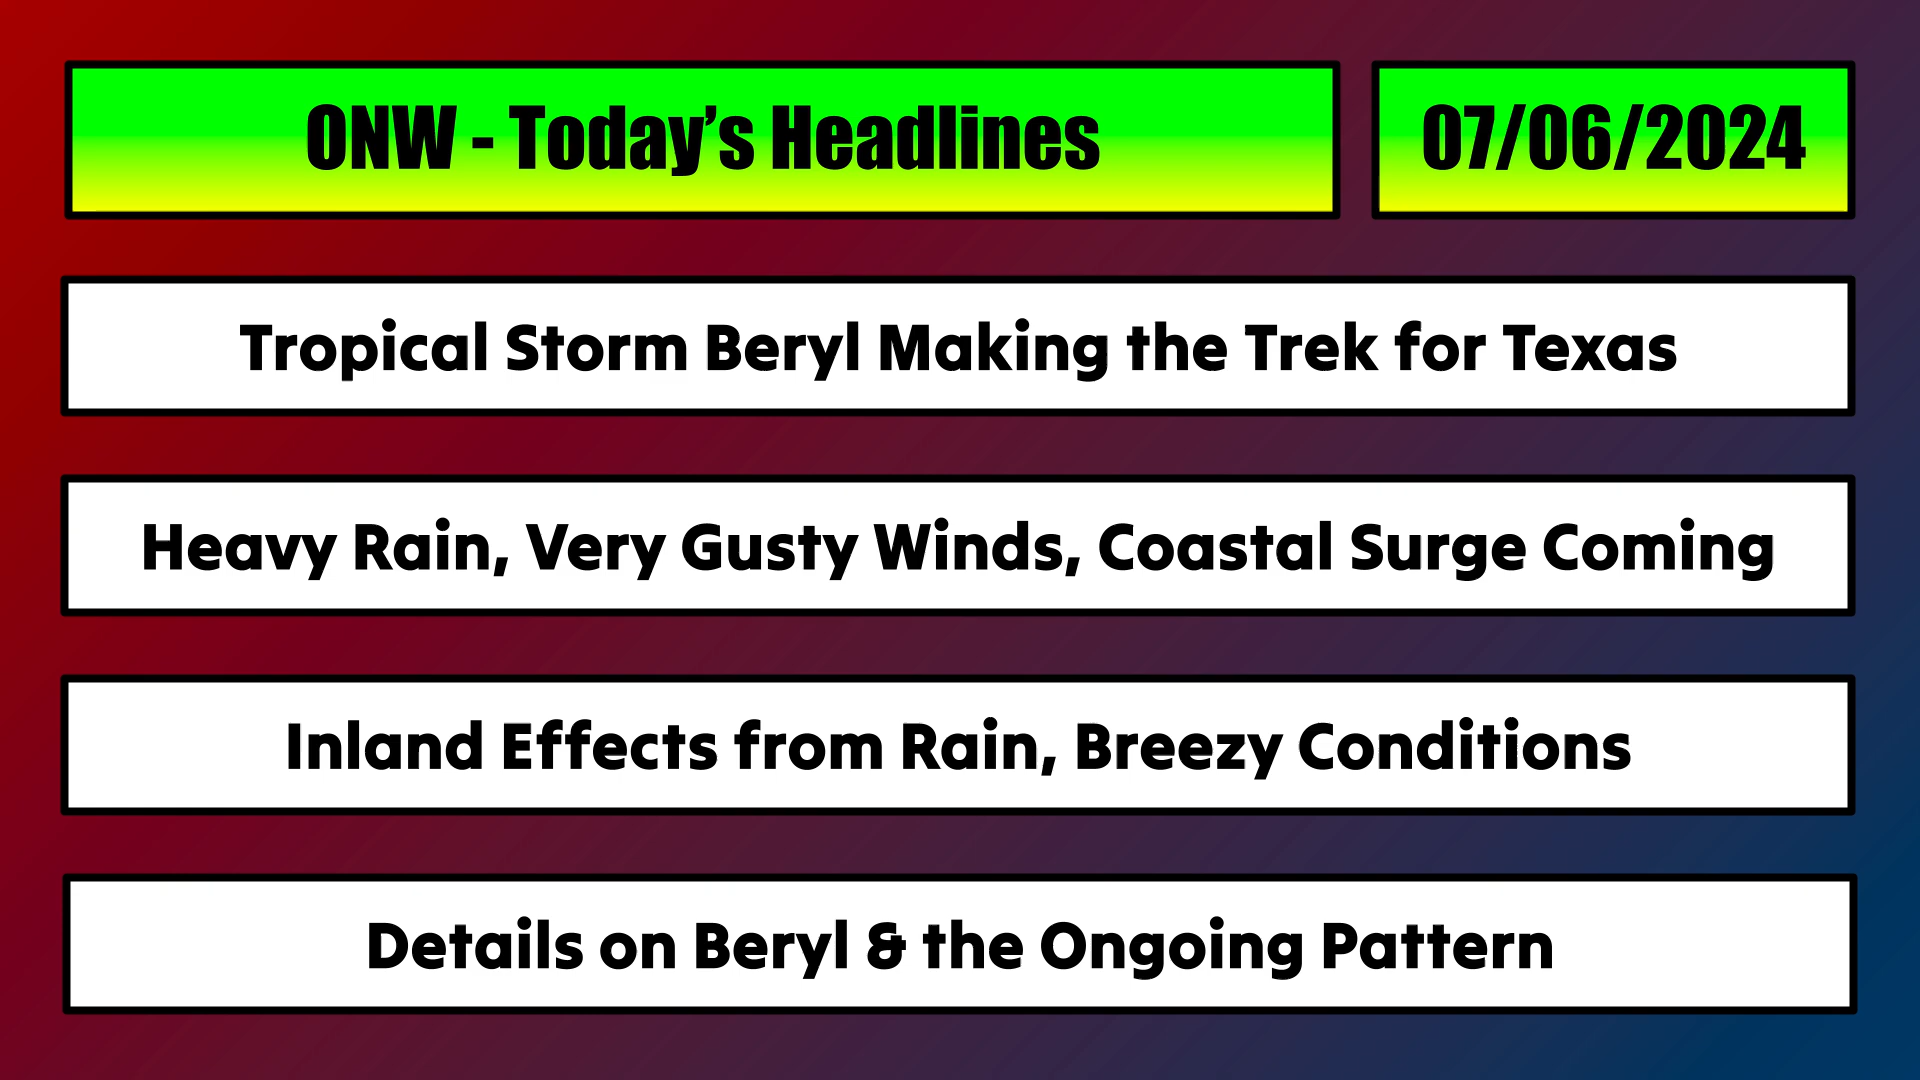 ONW - Today’s Headlines
07/06/2024
Tropical Storm Beryl Making the Trek for Texas
Heavy Rain, Very Gusty Winds, Coastal Surge Coming
Inland Effects from Rain, Breezy Conditions
Details on Beryl & the Ongoing Pattern